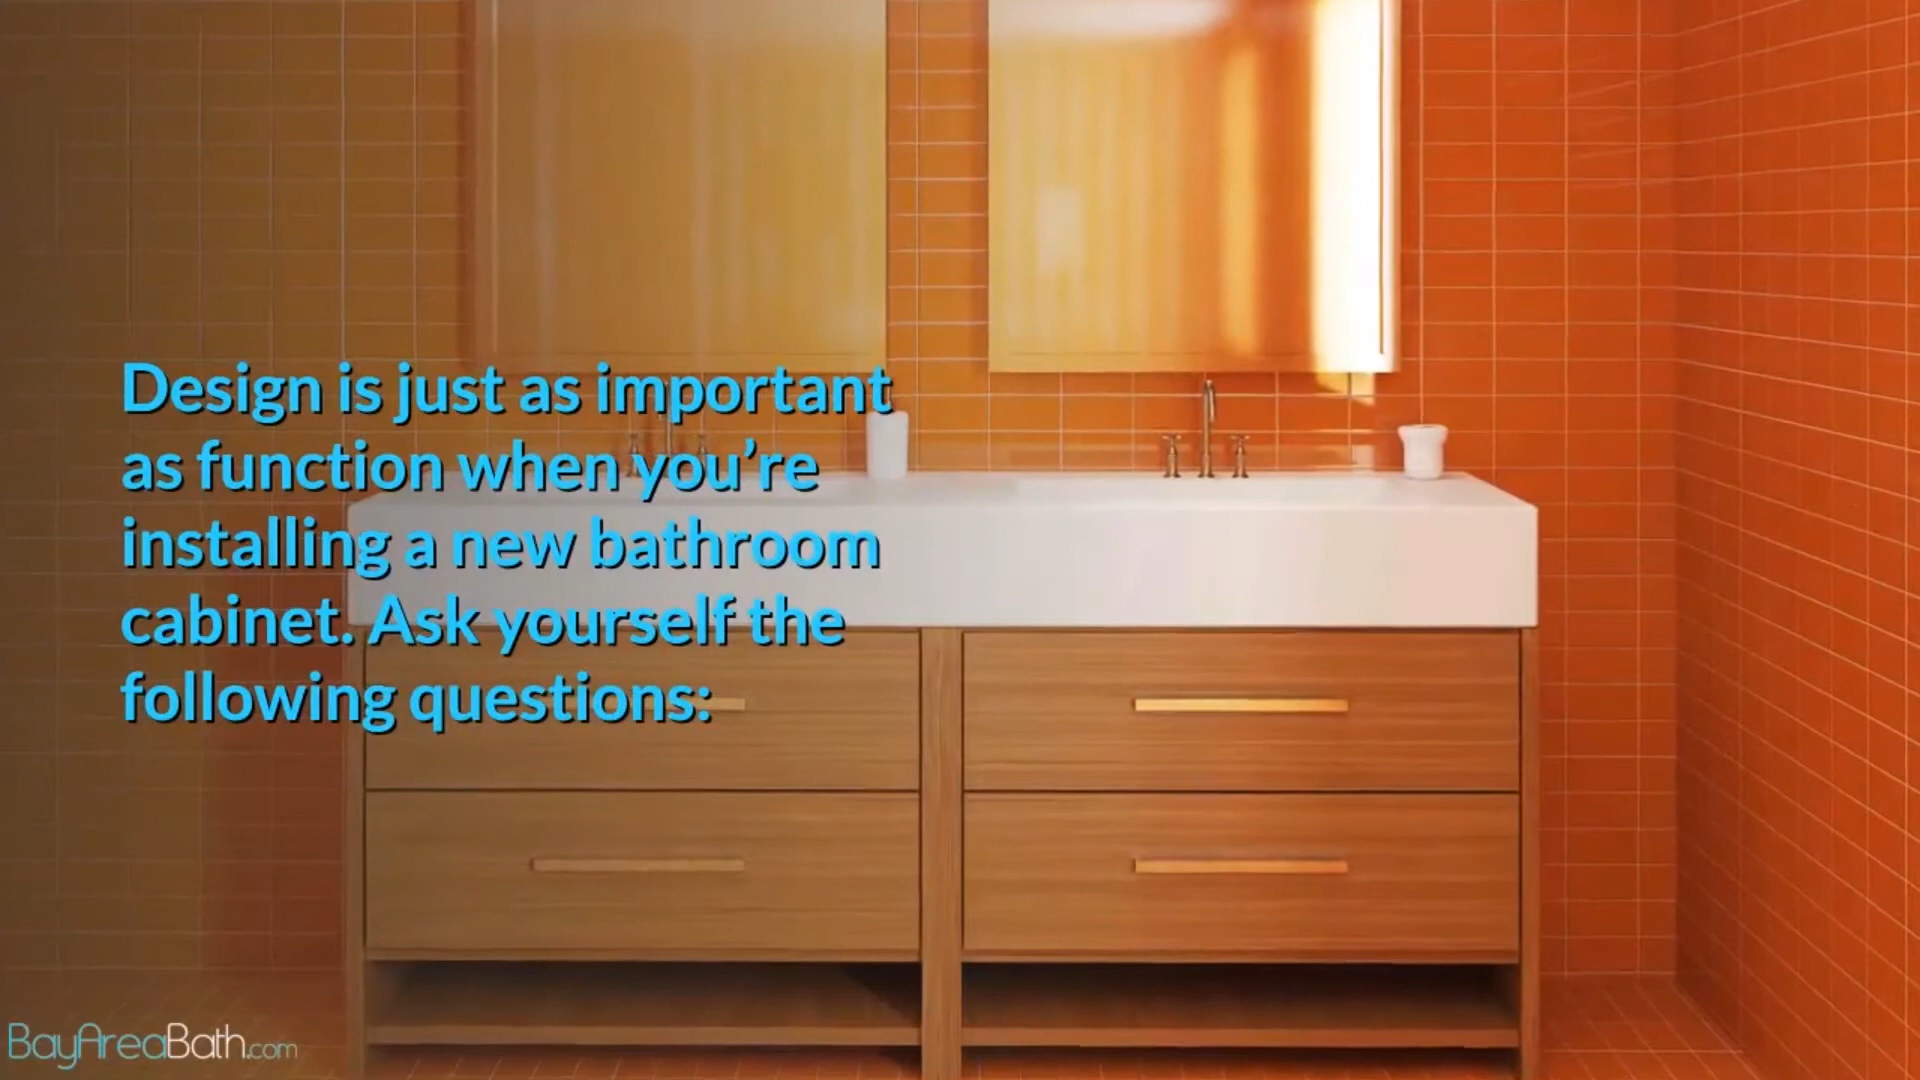 Design is just as important
as function when you’re
installing a new bathroom
cabinet. Ask yourself the
following questions:
BayAreaBath.com